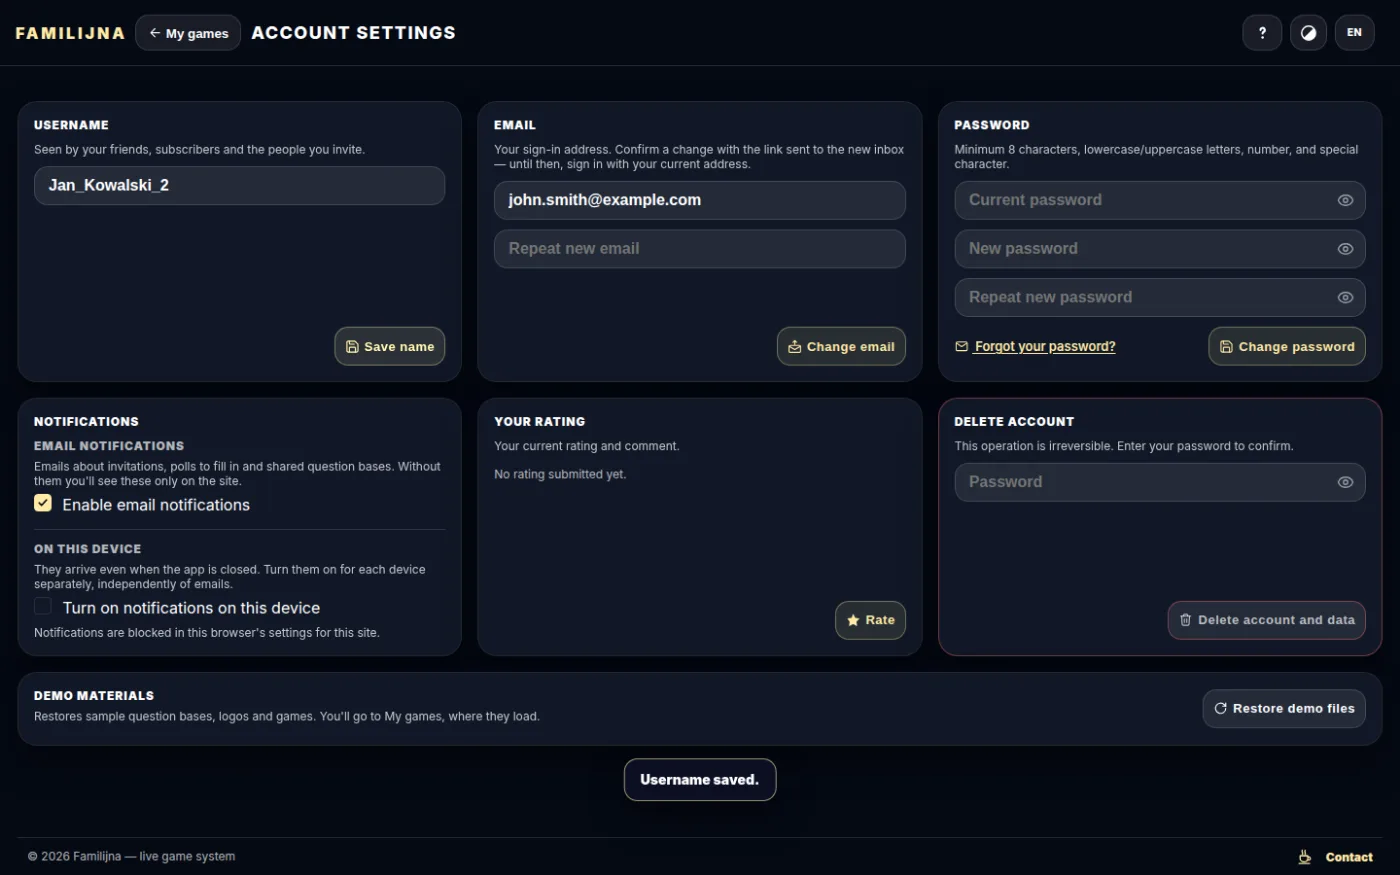 FAMILIJNA
My games
ACCOUNT SETTINGS
?
EN
USERNAME
Seen by your friends, subscribers and the people you invite.
Jan_Kowalski_2
Save name
EMAIL
Your sign-in address. Confirm a change with the link sent to the new inbox
— until then, sign in with your current address.
john.smith@example.com
Repeat new email
Change email
PASSWORD
Minimum 8 characters, lowercase/uppercase letters, number, and special
character.
Current password
New password
Repeat new password
Forgot your password?
Change password
NOTIFICATIONS
EMAIL NOTIFICATIONS
Emails about invitations, polls to fill in and shared question bases. Without
them you'll see these only on the site.
Enable email notifications
ON THIS DEVICE
They arrive even when the app is closed. Turn them on for each device
separately, independently of emails.
Turn on notifications on this device
Notifications are blocked in this browser's settings for this site.
YOUR RATING
Your current rating and comment.
No rating submitted yet.
Rate
DELETE ACCOUNT
This operation is irreversible. Enter your password to confirm.
Password
Delete account and data
DEMO MATERIALS
Restores sample question bases, logos and games. You'll go to My games, where they load.
Restore demo files
Username saved.
© 2026 Familijna — live game system
Contact